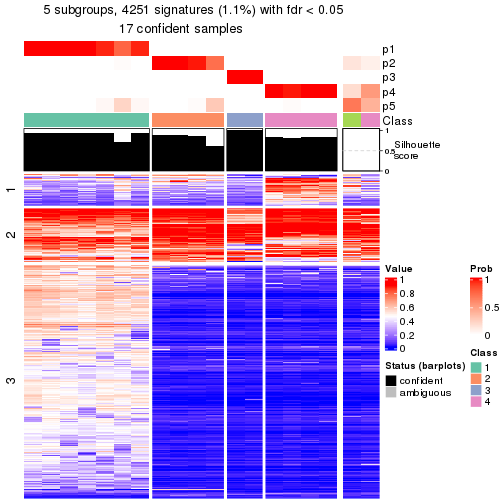 5 subgroups, 4251 signatures (1.1%) with fdr < 0.05
17 confident samples
p1
p2
p3
p4
p5
Class
1
0.5
0
Silhouette
score
1
2
3
Value
1
0.8
0.6
0.4
0.2
0
Prob
1
0.5
0
Status (barplots)
confident
ambiguous
Class
1
2
3
4